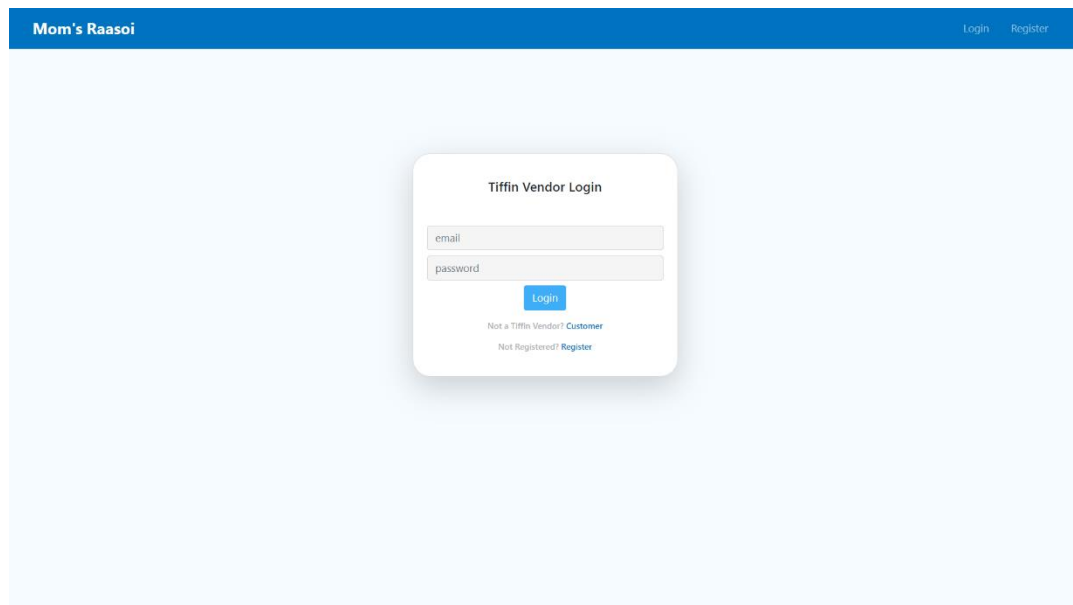 Mom's Raasoi
Login Register
Tiffin Vendor Login
email
password
Login
Not a Tiffin Vendor? Customer
Not Registered? Register